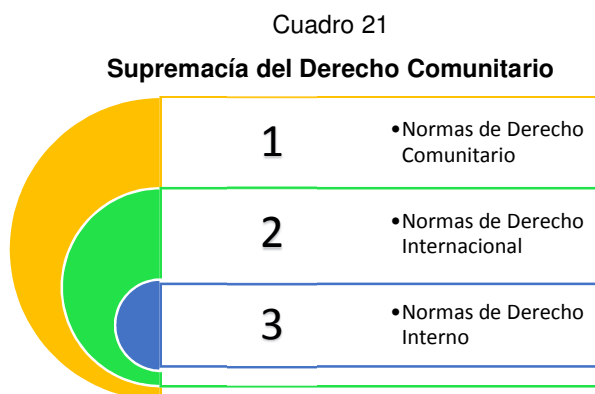 Cuadro 21
Supremacía del Derecho Comunitario
1
•Normas de Derecho
Comunitario
2
•Normas de Derecho
Internacional
3
•Normas de Derecho
Interno